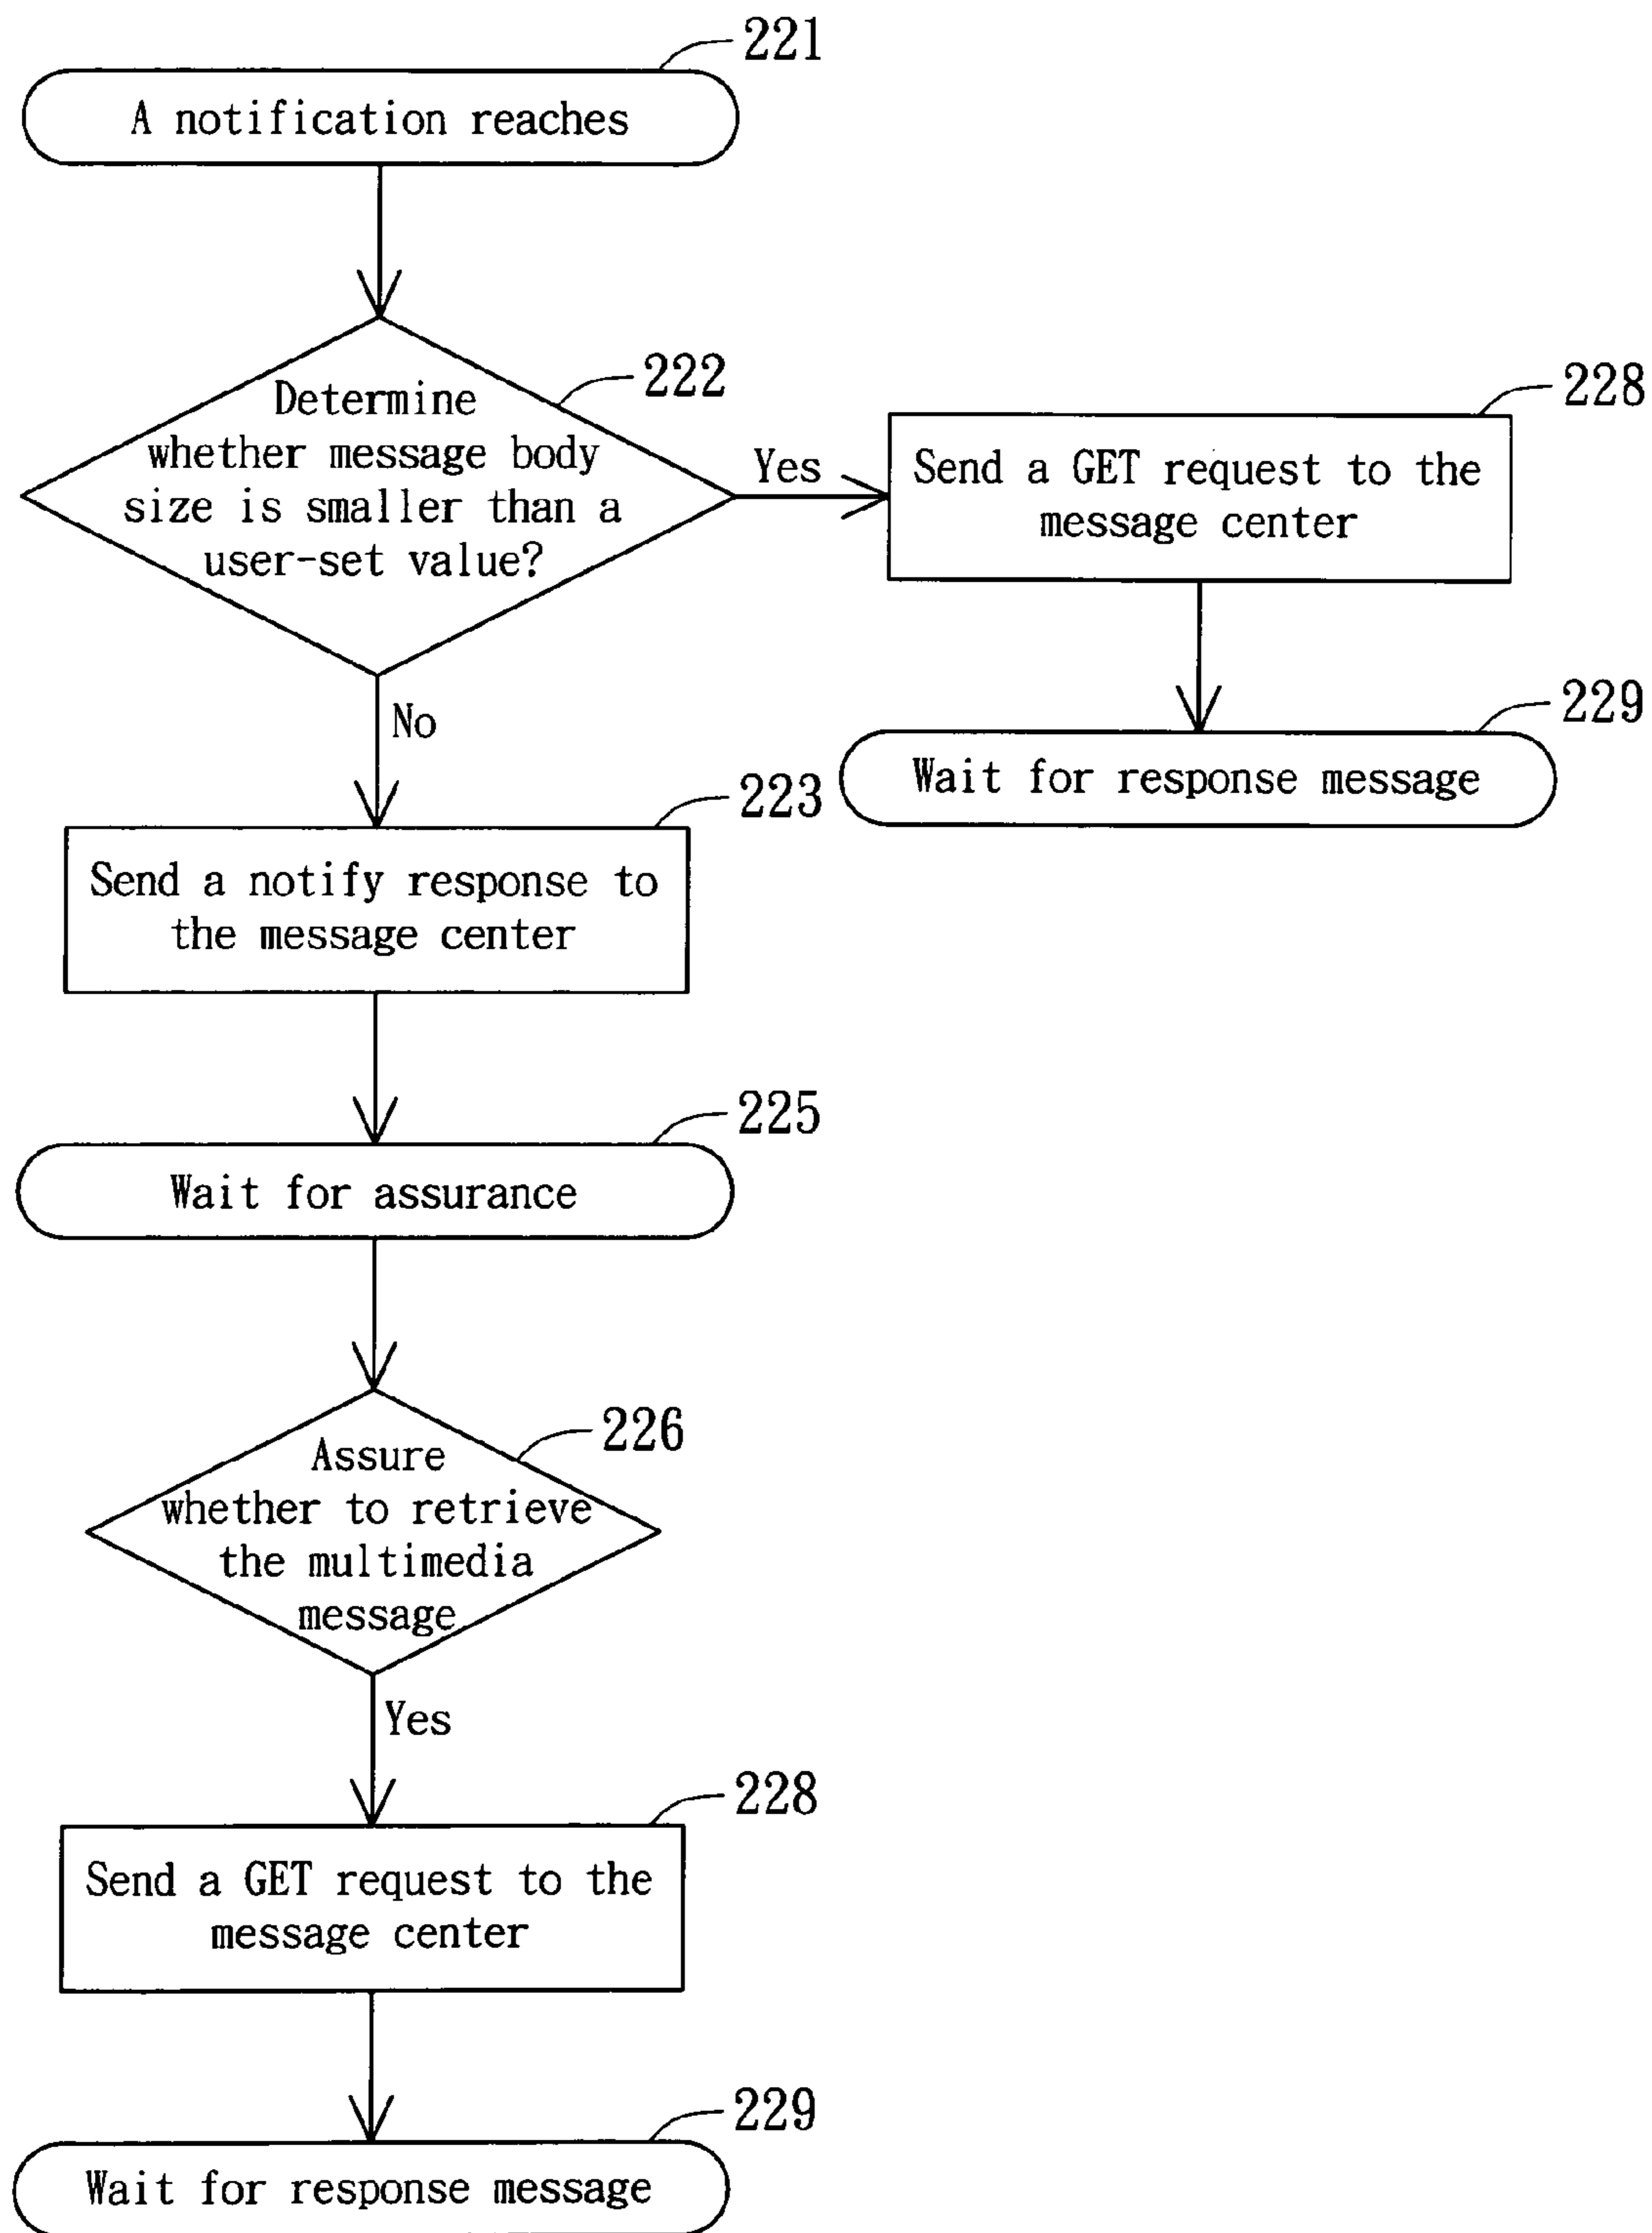 221
A notification reaches
222
Determine
whether message body
size is smaller than a
user-set value?
Yes
228
Send a GET request to the
message center
229
Wait for response message
No
223
Send a notify response to
the message center
225
Wait for assurance
226
Assure
whether to retrieve
the multimedia
message
Yes
228
Send a GET request to the
message center
229
Wait for response message